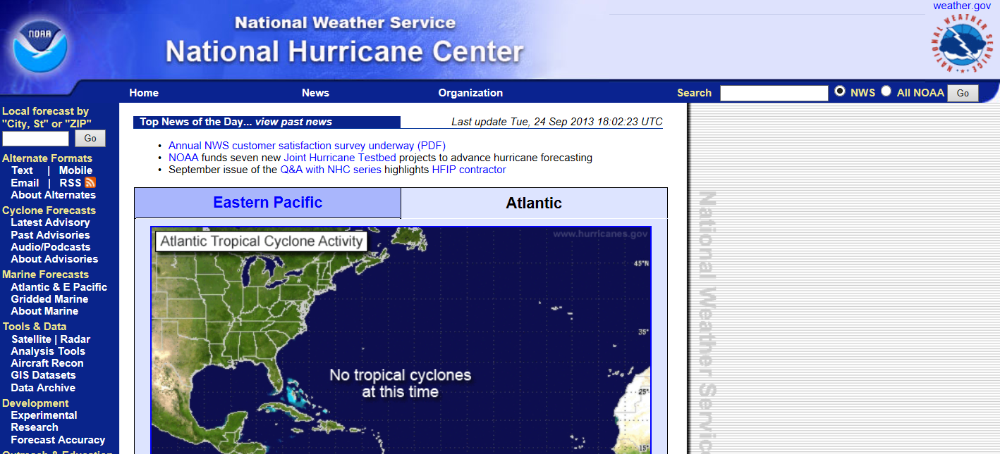 weather.gov
NOAA
National Weather Service
National Hurricane Center
NATIONAL WEATHER SERVICE
Home News Organization Search NWS All NOAA Go
Local forecast by
"City, St" or "ZIP"
Go
Alternate Formats
Text | Mobile
Email | RSS
About Alternates
Cyclone Forecasts
Latest Advisory
Past Advisories
Audio/Podcasts
About Advisories
Marine Forecasts
Atlantic & E Pacific
Gridded Marine
About Marine
Tools & Data
Satellite | Radar
Analysis Tools
Aircraft Recon
GIS Datasets
Data Archive
Development
Experimental
Research
Forecast Accuracy
Outreach & Education
Top News of the Day... view past news Last update Tue, 24 Sep 2013 18:02:23 UTC
• Annual NWS customer satisfaction survey underway (PDF)
• NOAA funds seven new Joint Hurricane Testbed projects to advance hurricane forecasting
• September issue of the Q&A with NHC series highlights HFIP contractor
Eastern Pacific Atlantic
Atlantic Tropical Cyclone Activity
www.hurricanes.gov
45°N
35°
No tropical cyclones
at this time
25°
15°
National Weather Servic